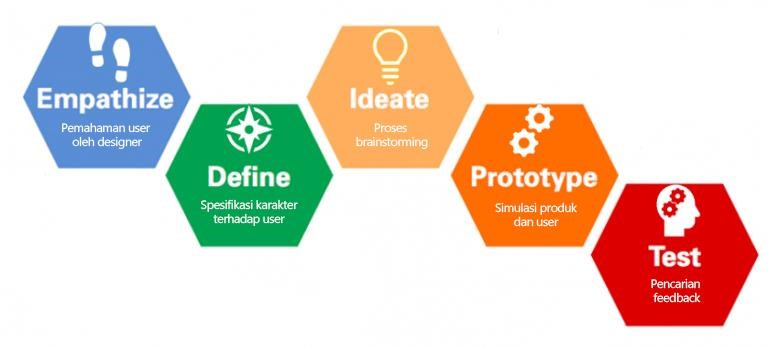 Empathize
Pemahaman user
oleh designer
Define
Spesifikasi karakter
terhadap user
Ideate
Proses
brainstorming
Prototype
Simulasi produk
dan user
Test
Pencarian
feedback